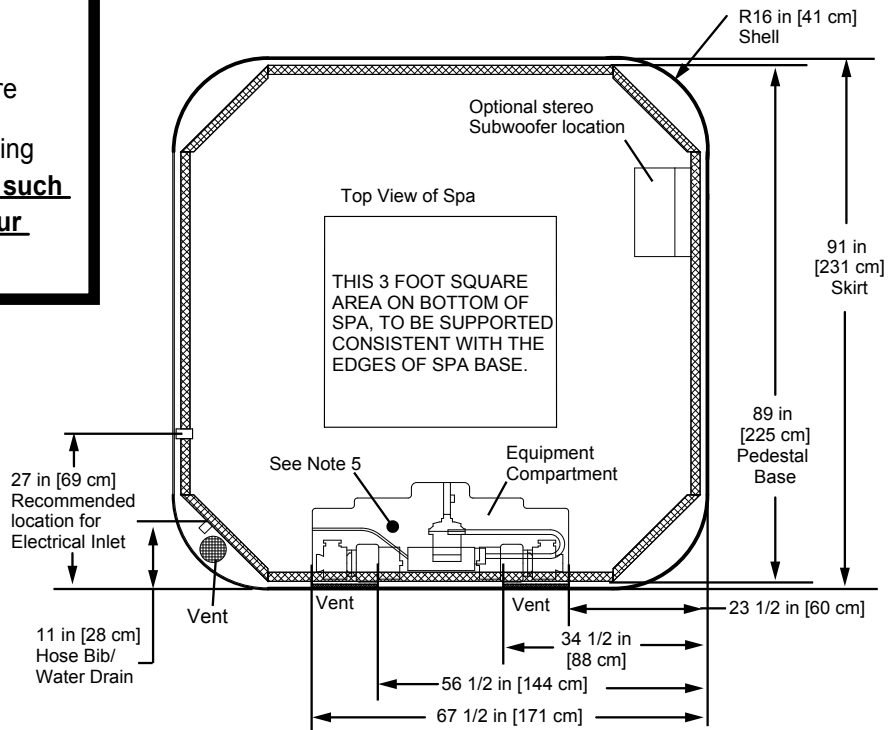 re
ing
such
ur
R16 in [41 cm]
Shell
Optional stereo
Subwoofer location
Top View of Spa
THIS 3 FOOT SQUARE
AREA ON BOTTOM OF
SPA, TO BE SUPPORTED
CONSISTENT WITH THE
EDGES OF SPA BASE.
91 in
[231 cm]
Skirt
89 in
[225 cm]
Pedestal
Base
27 in [69 cm]
Recommended
location for
Electrical Inlet
See Note 5
Equipment
Compartment
Vent
Vent
Vent
11 in [28 cm]
Hose Bib/
Water Drain
23 1/2 in [60 cm]
34 1/2 in
[88 cm]
56 1/2 in [144 cm]
67 1/2 in [171 cm]